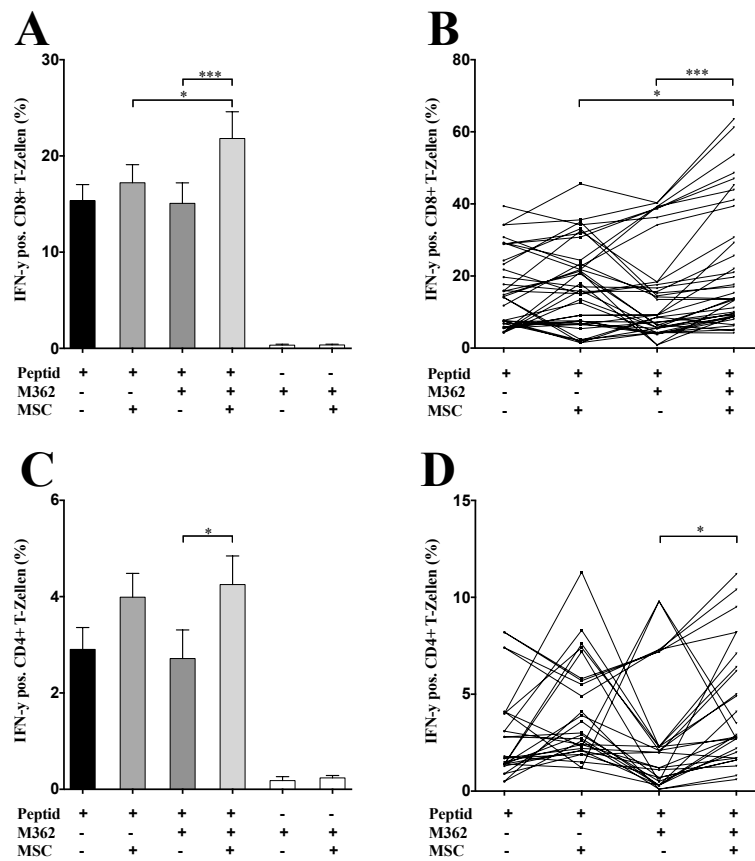 A
B
30
20
10
0
IFN-y pos. CD8+ T-Zellen (%)
***
*
Peptid + + + + - -
M362 - - + + + +
MSC - + - + - +
80
60
40
20
0
IFN-y pos. CD8+ T-Zellen (%)
***
*
Peptid + + + +
M362 - - + +
MSC - + - +
C
D
6
4
2
0
IFN-y pos. CD4+ T-Zellen (%)
*
Peptid + + + + - -
M362 - - + + + +
MSC - + - + - +
15
10
5
0
IFN-y pos. CD4+ T-Zellen (%)
*
Peptid + + + +
M362 - - + +
MSC - + - +